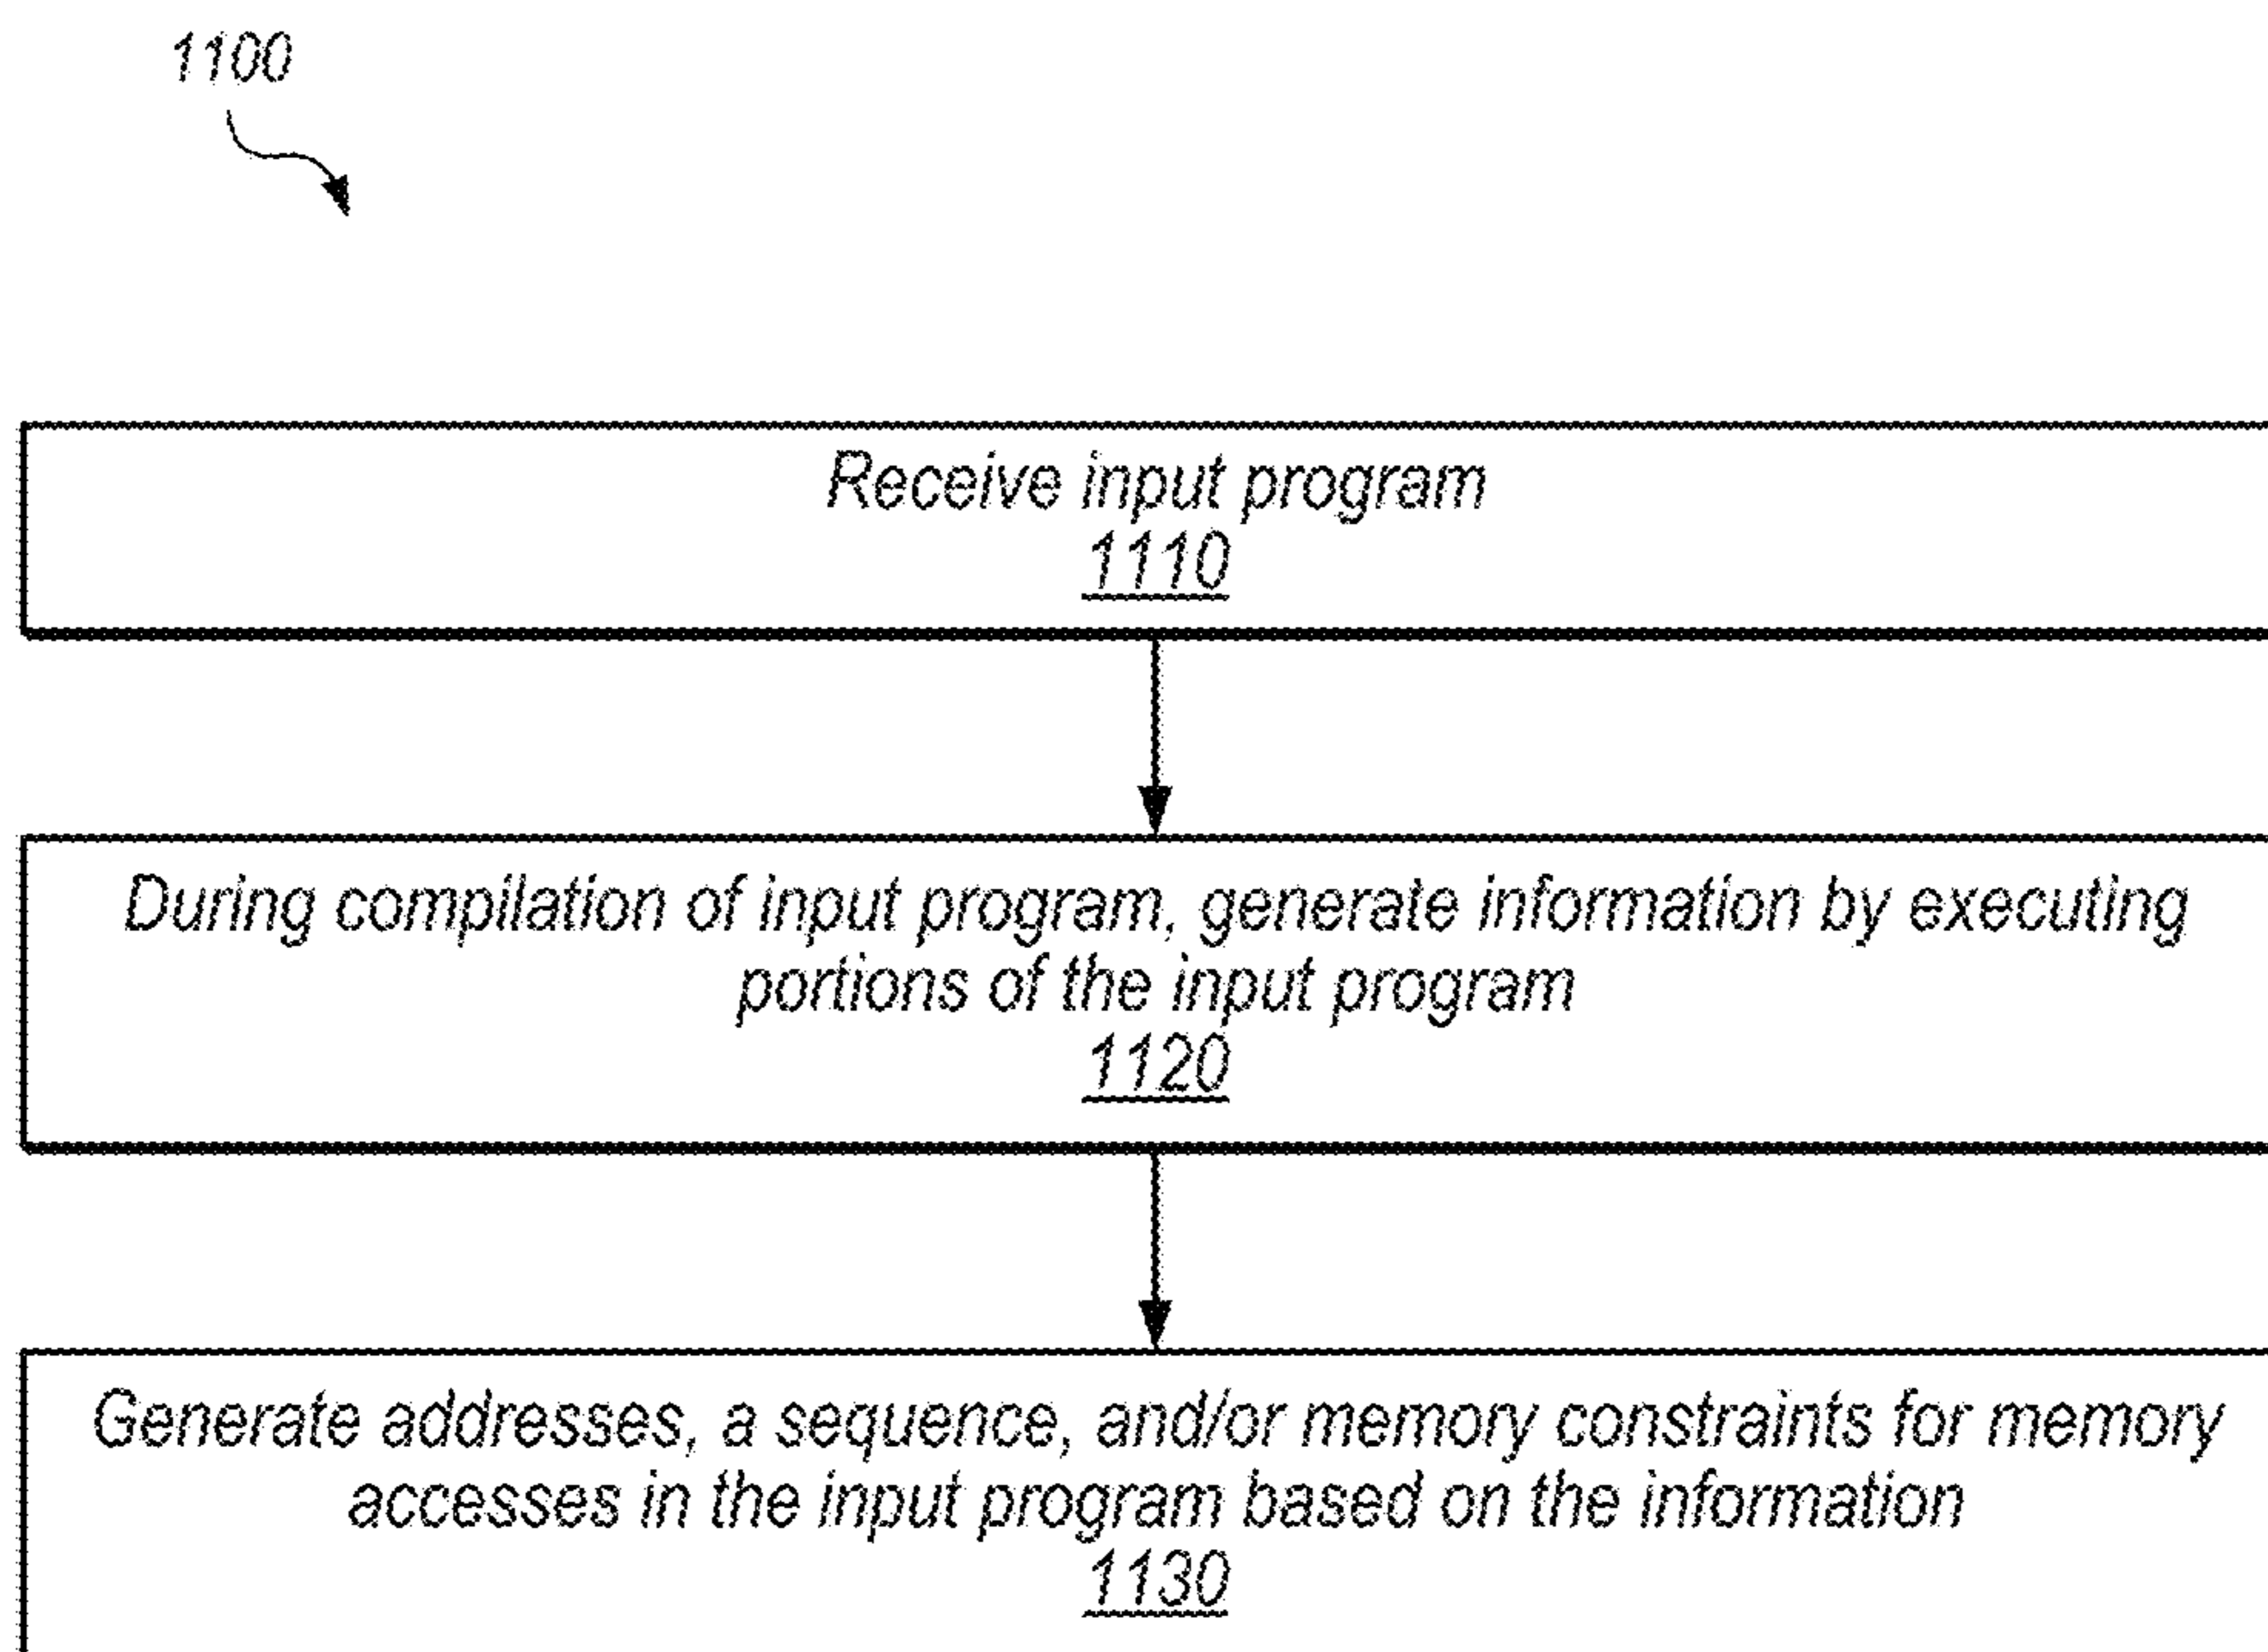 1100
Receive input program
1110
During compilation of input program, generate information by executing
portions of the input program
1120
Generate addresses, a sequence, and/or memory constraints for memory
accesses in the input program based on the information
1130